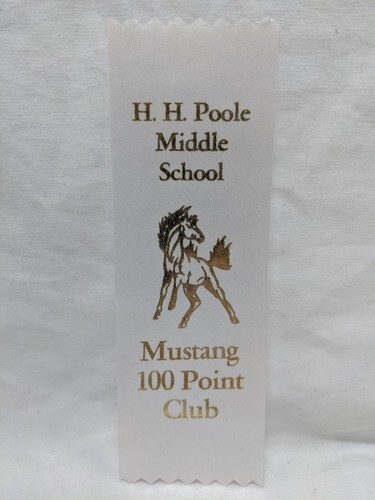 H. H. Poole
Middle
School
Mustang
100 Point
Club